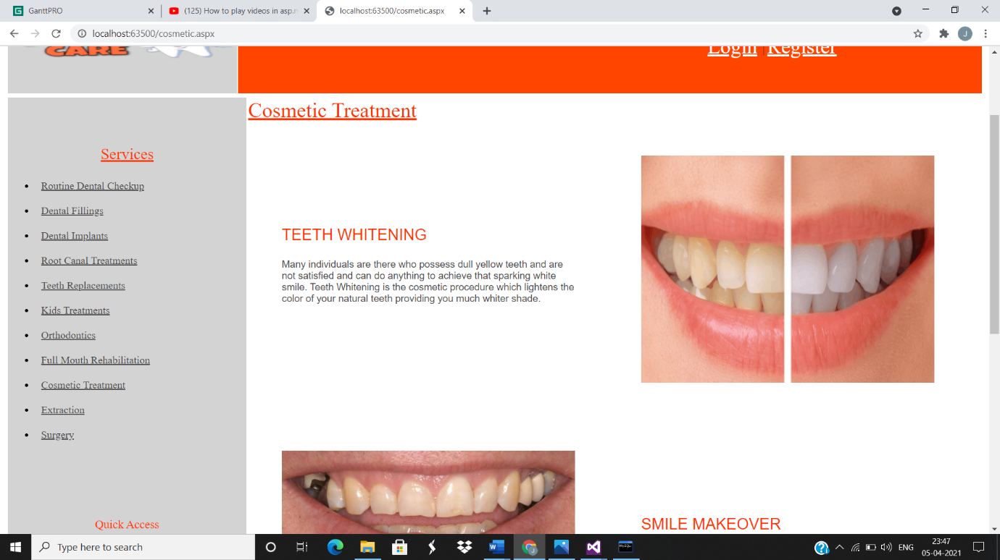 GanttPRO
(125) How to play videos in asp.n
localhost:63500/cosmetic.aspx
localhost:63500/cosmetic.aspx
J
CARE
Login | Register
Cosmetic Treatment
Services
Routine Dental Checkup
Dental Fillings
Dental Implants
Root Canal Treatments
Teeth Replacements
Kids Treatments
Orthodontics
Full Mouth Rehabilitation
Cosmetic Treatment
Extraction
Surgery
Quick Access
TEETH WHITENING
Many individuals are there who possess dull yellow teeth and are
not satisfied and can do anything to achieve that sparking white
smile. Teeth Whitening is the cosmetic procedure which lightens the
color of your natural teeth providing you much whiter shade.
SMILE MAKEOVER
Type here to search
ENG
23:47
05-04-2021